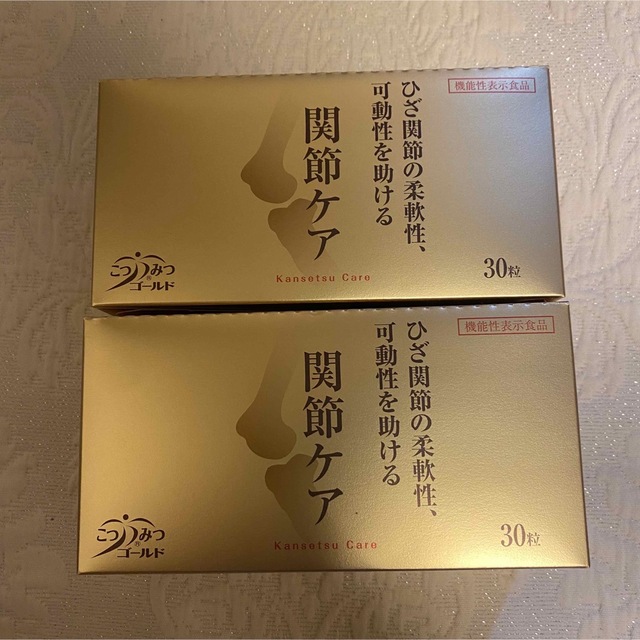 機能性表示食品
ひざ関節の柔軟性、
可動性を助ける
関節ケア
Kansetsu Care
こつみつ
ゴールド
30粒
機能性表示食品
ひざ関節の柔軟性、
可動性を助ける
関節ケア
Kansetsu Care
こつみつ
ゴールド
30粒